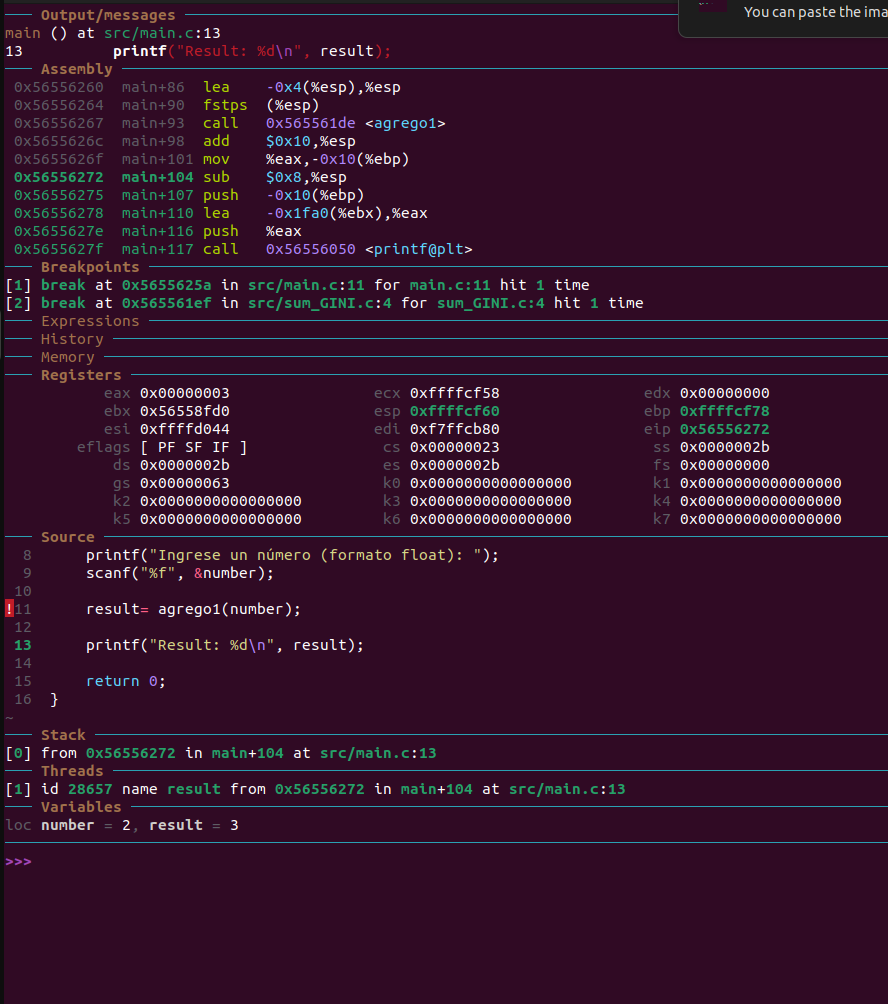 You can paste the ima
Output/messages
main () at src/main.c:13
13          printf("Result: %d\n", result);
Assembly
0x56556260  main+86  lea    -0x4(%esp),%esp
0x56556264  main+90  fstps  (%esp)
0x56556267  main+93  call   0x565561de <agrego1>
0x5655626c  main+98  add    $0x10,%esp
0x5655626f  main+101 mov    %eax,-0x10(%ebp)
0x56556272  main+104 sub    $0x8,%esp
0x56556275  main+107 push   -0x10(%ebp)
0x56556278  main+110 lea    -0x1fa0(%ebx),%eax
0x5655627e  main+116 push   %eax
0x5655627f  main+117 call   0x56556050 <printf@plt>
Breakpoints
[1] break at 0x5655625a in src/main.c:11 for main.c:11 hit 1 time
[2] break at 0x565561ef in src/sum_GINI.c:4 for sum_GINI.c:4 hit 1 time
Expressions
History
Memory
Registers
eax 0x00000003 ecx 0xffffcf58 edx 0x00000000
ebx 0x56558fd0 esp 0xffffcf60 ebp 0xffffcf78
esi 0xffffd044 edi 0xf7ffcb80 eip 0x56556272
eflags [ PF SF IF ] cs 0x00000023 ss 0x0000002b
ds 0x0000002b es 0x0000002b fs 0x00000000
gs 0x00000063 k0 0x0000000000000000 k1 0x0000000000000000
k2 0x0000000000000000 k3 0x0000000000000000 k4 0x0000000000000000
k5 0x0000000000000000 k6 0x0000000000000000 k7 0x0000000000000000
Source
8      printf("Ingrese un número (formato float): ");
9      scanf("%f", &number);
10
!11      result= agrego1(number);
12
13      printf("Result: %d\n", result);
14
15      return 0;
16  }
~
Stack
[0] from 0x56556272 in main+104 at src/main.c:13
Threads
[1] id 28657 name result from 0x56556272 in main+104 at src/main.c:13
Variables
loc number = 2, result = 3
>>>